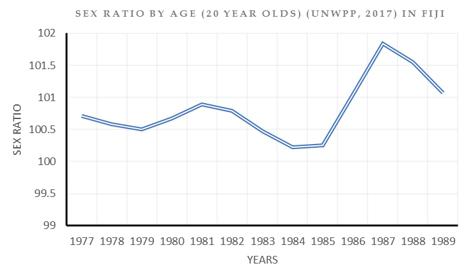 SEX RATIO BY AGE (20 YEAR OLDS) (UNWPP, 2017) IN FIJI
102
101.5
101
100.5
100
99.5
99
SEX RATIO
1977 1978 1979 1980 1981 1982 1983 1984 1985 1986 1987 1988 1989
YEARS